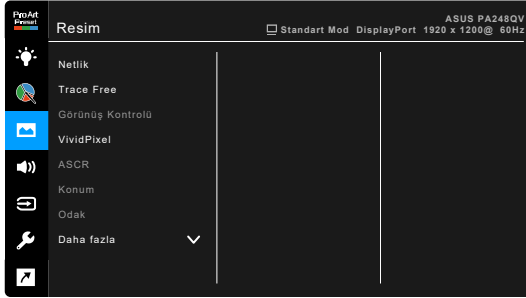 ProArt
Preset
Resim
ASUS PA248QV
Standart Mod DisplayPort 1920 x 1200@ 60Hz
Netlik
Trace Free
Görünüş Kontrolü
VividPixel
ASCR
Konum
Odak
Daha fazla